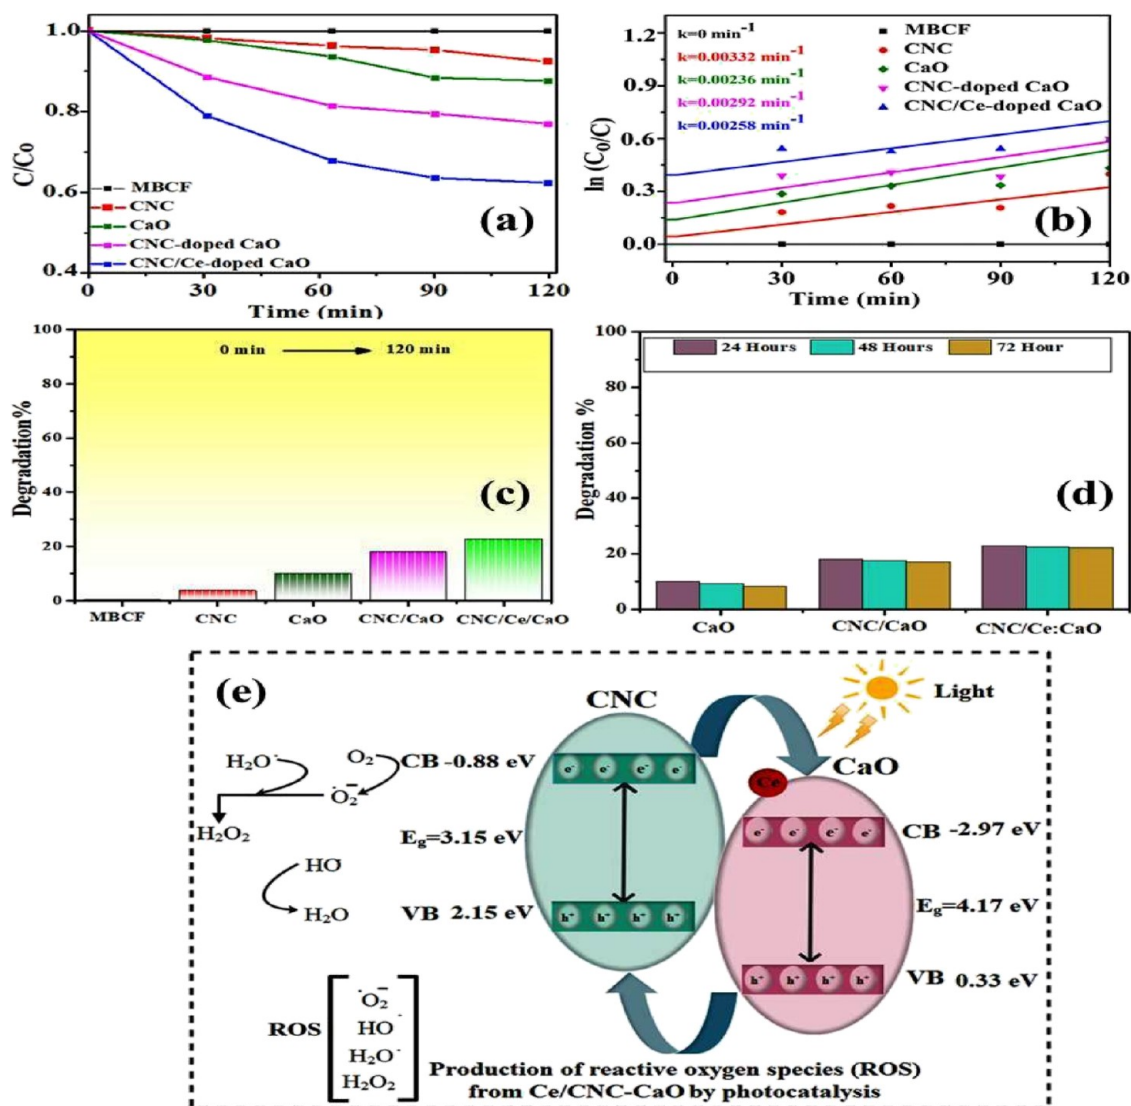 1.0
0.8
0.6
0.4
C/C₀
MBCF
CNC
CaO
CNC-doped CaO
CNC/Ce-doped CaO
(a)
0 30 60 90 120
Time (min)
1.2
0.9
0.6
0.3
0.0
ln (C₀/C)
k=0 min⁻¹
k=0.00332 min⁻¹
k=0.00236 min⁻¹
k=0.00292 min⁻¹
k=0.00258 min⁻¹
MBCF
CNC
CaO
CNC-doped CaO
CNC/Ce-doped CaO
(b)
0 30 60 90 120
Time (min)
100
80
60
40
20
0
Degradation%
0 min 120 min
(c)
MBCF CNC CaO CNC/CaO CNC/Ce/CaO
100
80
60
40
20
0
Degradation %
24 Hours 48 Hours 72 Hour
(d)
CaO CNC/CaO CNC/Ce:CaO
(e)
CNC
Light
CaO
Ce
H₂O˙
O₂
˙O₂⁻
H₂O₂
HO˙
H₂O
CB -0.88 eV
e⁻ e⁻ e⁻ e⁻
E_g=3.15 eV
VB 2.15 eV
h⁺ h⁺ h⁺ h⁺
e⁻ e⁻ e⁻ e⁻
CB -2.97 eV
E_g=4.17 eV
h⁺ h⁺ h⁺ h⁺
VB 0.33 eV
ROS
˙O₂⁻
HO˙
H₂O˙
H₂O₂
Production of reactive oxygen species (ROS)
from Ce/CNC-CaO by photocatalysis